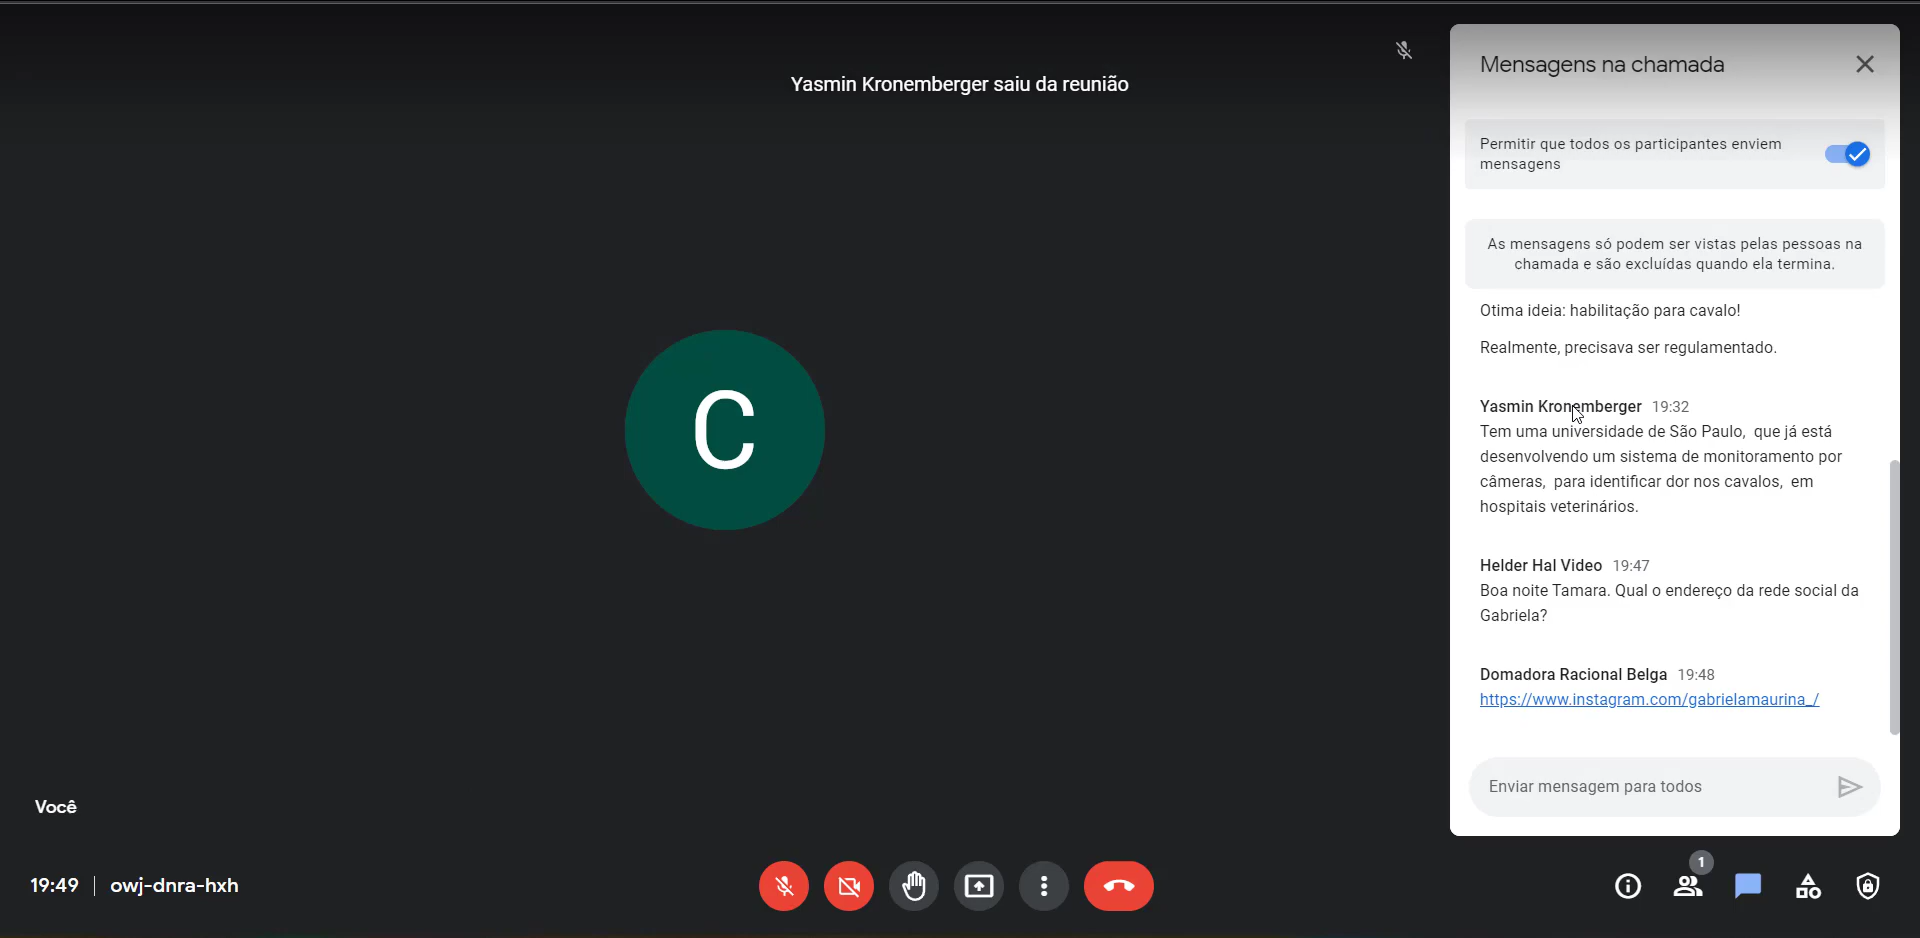 Yasmin Kronemberger saiu da reunião
C
Você
19:49 | owj-dnra-hxh
Mensagens na chamada
Permitir que todos os participantes enviem
mensagens
As mensagens só podem ser vistas pelas pessoas na
chamada e são excluídas quando ela termina.
Otima ideia: habilitação para cavalo!
Realmente, precisava ser regulamentado.
Yasmin Kronemberger 19:32
Tem uma universidade de São Paulo, que já está
desenvolvendo um sistema de monitoramento por
câmeras, para identificar dor nos cavalos, em
hospitais veterinários.
Helder Hal Video 19:47
Boa noite Tamara. Qual o endereço da rede social da
Gabriela?
Domadora Racional Belga 19:48
https://www.instagram.com/gabrielamaurina_/
Enviar mensagem para todos
1